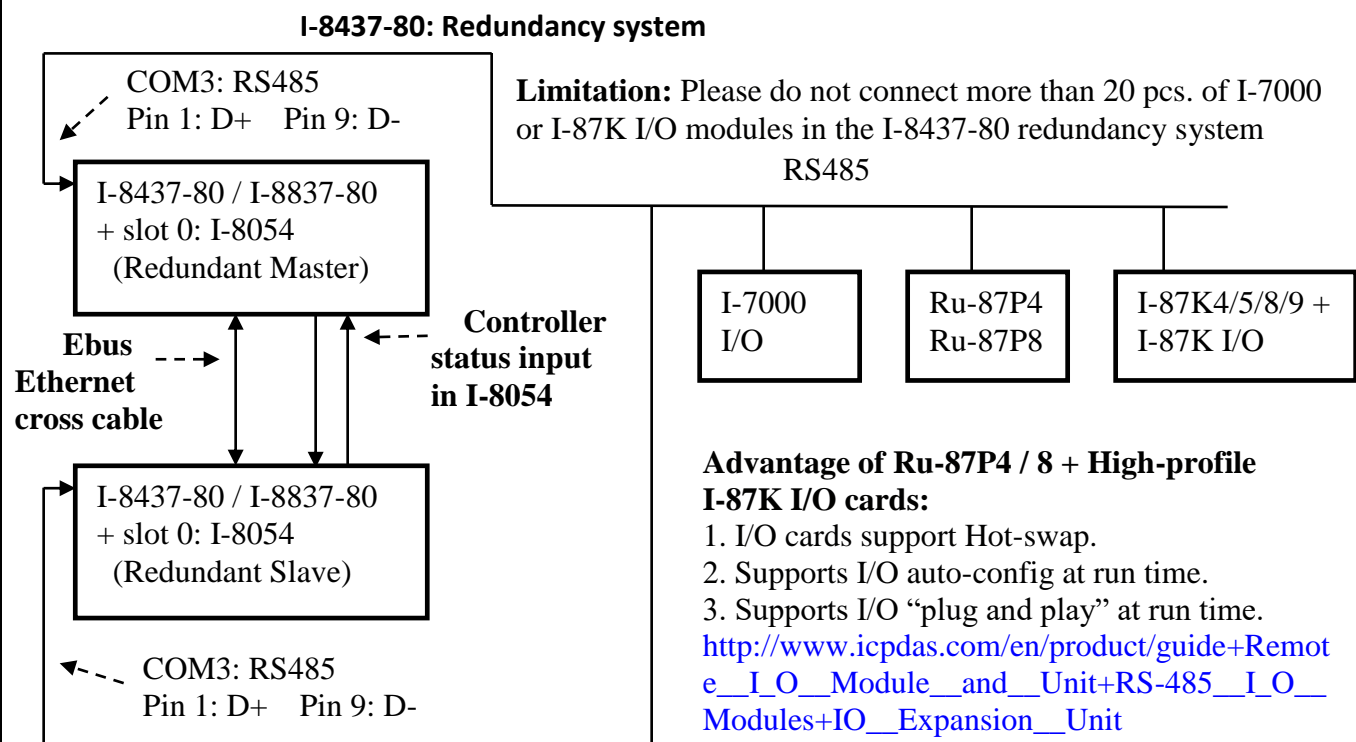 I-8437-80: Redundancy system
COM3: RS485
Pin 1: D+ Pin 9: D-
Limitation: Please do not connect more than 20 pcs. of I-7000
or I-87K I/O modules in the I-8437-80 redundancy system
RS485
I-8437-80 / I-8837-80
+ slot 0: I-8054
(Redundant Master)
I-7000
I/O
Ru-87P4
Ru-87P8
I-87K4/5/8/9 +
I-87K I/O
Ebus
Ethernet
cross cable
Controller
status input
in I-8054
I-8437-80 / I-8837-80
+ slot 0: I-8054
(Redundant Slave)
COM3: RS485
Pin 1: D+ Pin 9: D-
Advantage of Ru-87P4 / 8 + High-profile
I-87K I/O cards:
1. I/O cards support Hot-swap.
2. Supports I/O auto-config at run time.
3. Supports I/O “plug and play” at run time.
http://www.icpdas.com/en/product/guide+Remot
e__I_O__Module__and__Unit+RS-485__I_O__
Modules+IO__Expansion__Unit